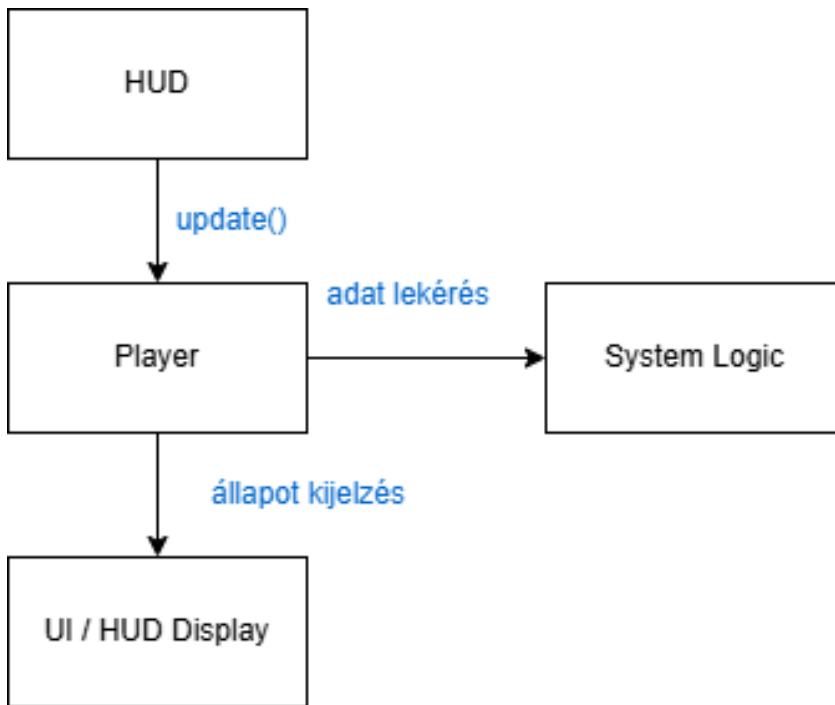 HUD
update()
adat lekérés
Player
System Logic
állapot kijelzés
UI / HUD Display